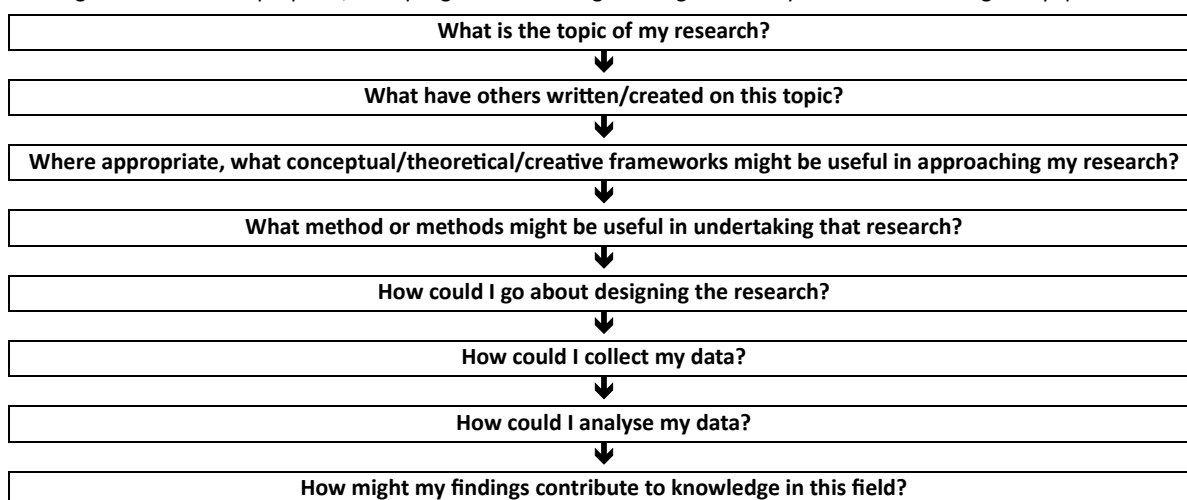 What is the topic of my research?
What have others written/created on this topic?
Where appropriate, what conceptual/theoretical/creative frameworks might be useful in approaching my research?
What method or methods might be useful in undertaking that research?
How could I go about designing the research?
How could I collect my data?
How could I analyse my data?
How might my findings contribute to knowledge in this field?